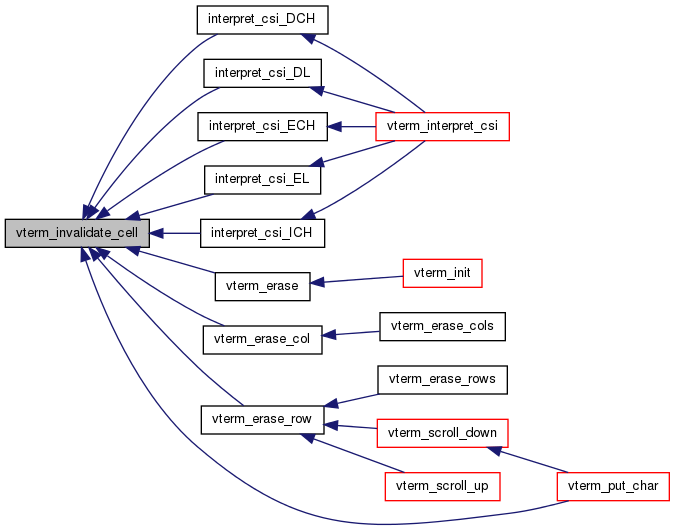 interpret_csi_DCH
interpret_csi_DL
interpret_csi_ECH
vterm_interpret_csi
interpret_csi_EL
vterm_invalidate_cell
interpret_csi_ICH
vterm_erase
vterm_init
vterm_erase_col
vterm_erase_cols
vterm_erase_rows
vterm_erase_row
vterm_scroll_down
vterm_scroll_up
vterm_put_char